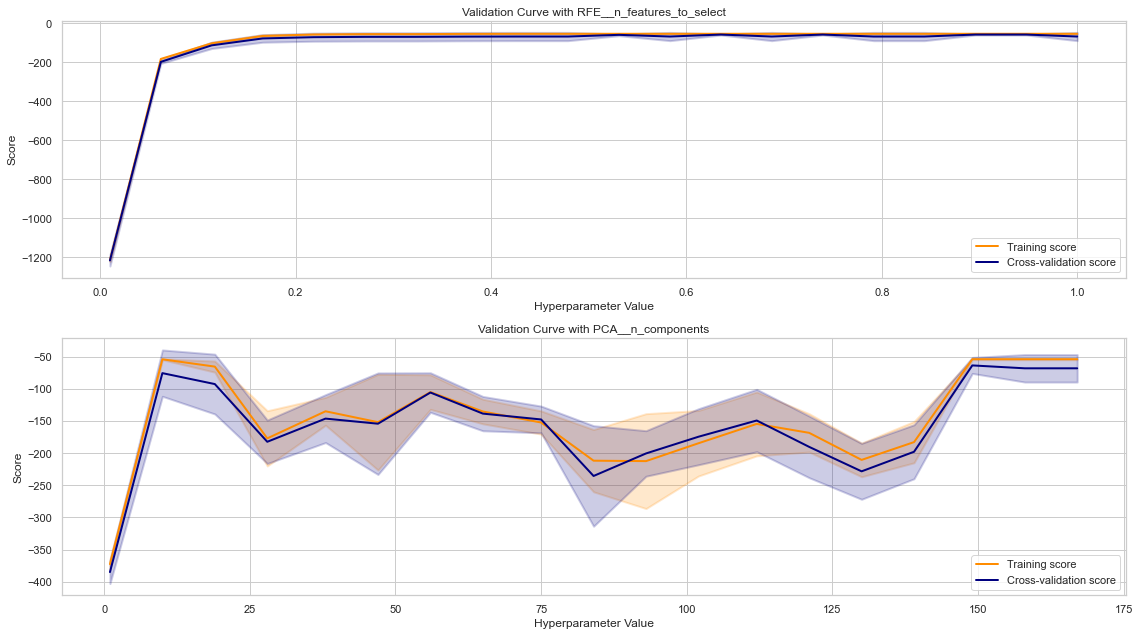 Validation Curve with RFE__n_features_to_select
Score
0
−200
−400
−600
−800
−1000
−1200
0.0 0.2 0.4 0.6 0.8 1.0
Hyperparameter Value
Training score
Cross-validation score
Validation Curve with PCA__n_components
Score
−50
−100
−150
−200
−250
−300
−350
−400
0 25 50 75 100 125 150 175
Hyperparameter Value
Training score
Cross-validation score